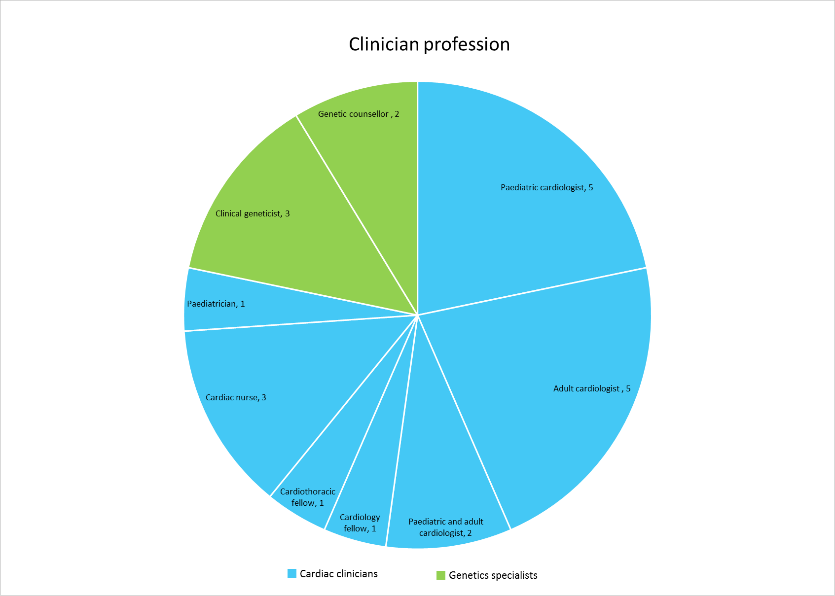 Clinician profession
Genetic counsellor , 2
Paediatric cardiologist, 5
Clinical geneticist, 3
Paediatrician, 1
Adult cardiologist , 5
Cardiac nurse, 3
Cardiothoracic
fellow, 1
Cardiology
fellow, 1
Paediatric and adult
cardiologist, 2
Cardiac clinicians
Genetics specialists